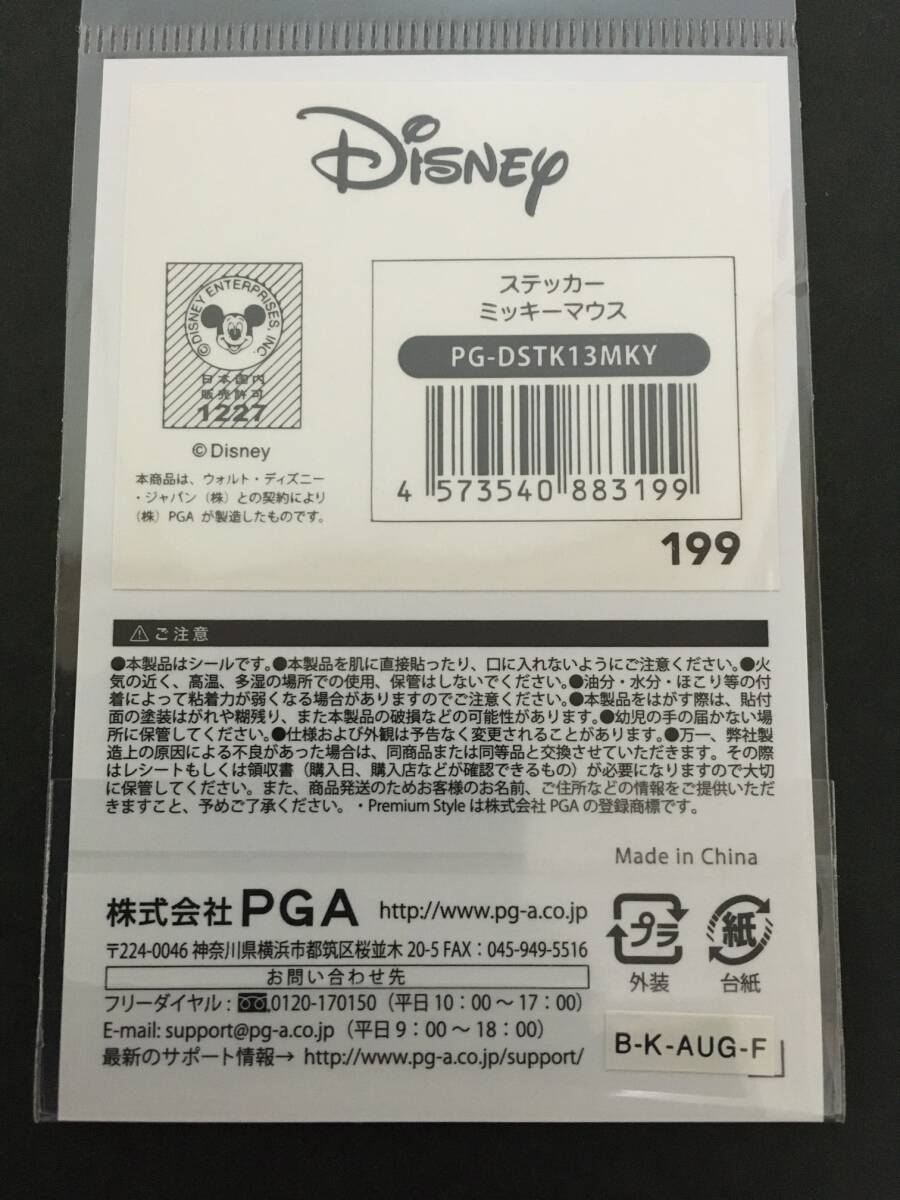 Disney
©DISNEY ENTERPRISES, INC.
日本国内
販売許可
1227
©Disney
本商品は、ウォルト・ディズニー
・ジャパン（株）との契約により
（株）PGA が製造したものです。
ステッカー
ミッキーマウス
PG-DSTK13MKY
4 573540 883199
199
⚠ご注意
●本製品はシールです。●本製品を肌に直接貼ったり、口に入れないようにご注意ください。●火
気の近く、高温、多湿の場所での使用、保管はしないでください。●油分・水分・ほこり等の付
着によって粘着力が弱くなる場合がありますのでご注意ください。●本製品をはがす際は、貼付
面の塗装はがれや糊残り、また本製品の破損などの可能性があります。●幼児の手の届かない場
所に保管してください。●仕様および外観は予告なく変更されることがあります。●万一、弊社製
造上の原因による不良があった場合は、同商品または同等品と交換させていただきます。その際
はレシートもしくは領収書（購入日、購入店などが確認できるもの）が必要になりますので大切
に保管してください。また、商品発送のためお客様のお名前、ご住所などの情報をご提供いただ
きますこと、予めご了承ください。・Premium Style は株式会社 PGA の登録商標です。
Made in China
株式会社PGA http://www.pg-a.co.jp
〒224-0046 神奈川県横浜市都筑区桜並木 20-5 FAX：045-949-5516
お問い合わせ先
フリーダイヤル：0120-170150（平日 10：00 ～ 17：00）
E-mail: support@pg-a.co.jp（平日 9：00 ～ 18：00）
最新のサポート情報→ http://www.pg-a.co.jp/support/
プラ
外装
紙
台紙
B-K-AUG-F